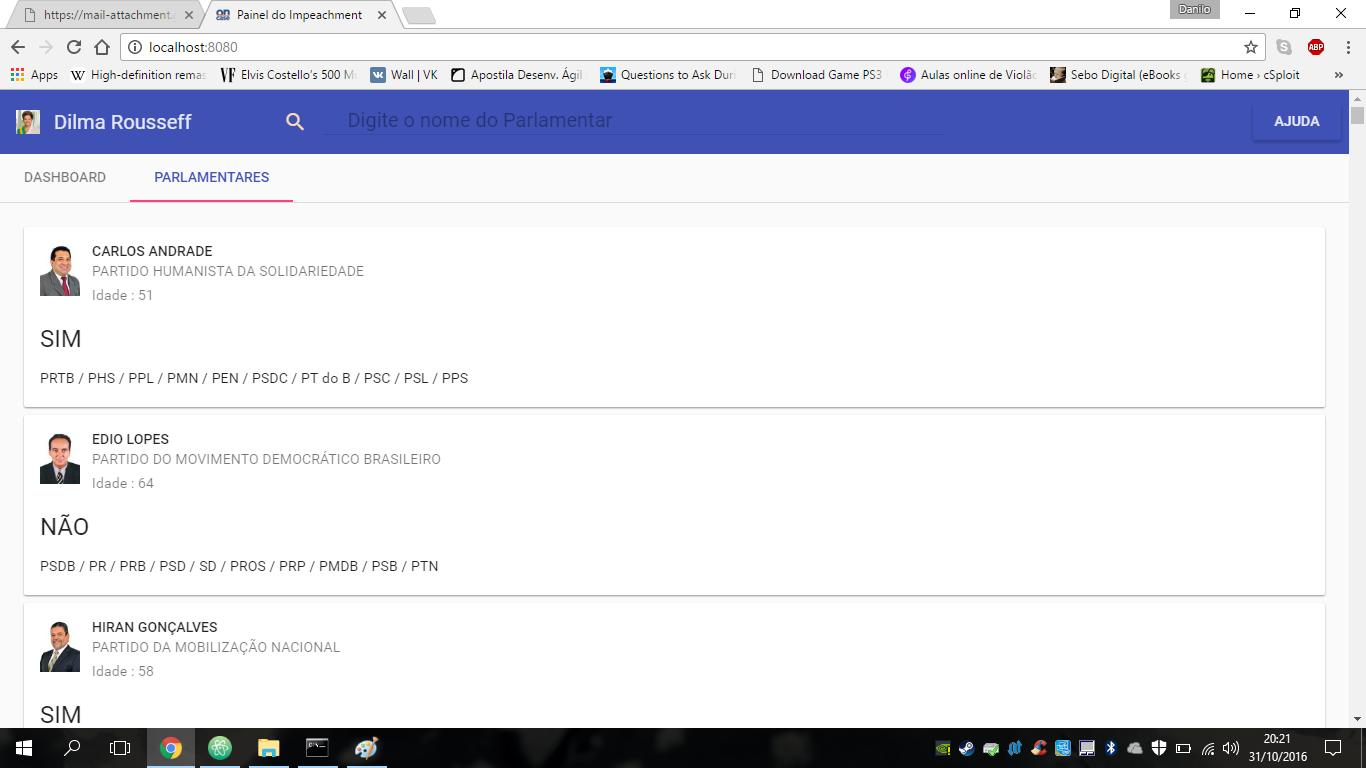 Danilo
https://mail-attachment.
Painel do Impeachment
localhost:8080
ABP
Apps
High-definition remas
Elvis Costello's 500 M
Wall | VK
Apostila Desenv. Ágil
Questions to Ask Duri
Download Game PS3
Aulas online de Violão
Sebo Digital (eBooks
Home › cSploit
»
Dilma Rousseff
Digite o nome do Parlamentar
AJUDA
DASHBOARD
PARLAMENTARES
CARLOS ANDRADE
PARTIDO HUMANISTA DA SOLIDARIEDADE
Idade : 51
SIM
PRTB / PHS / PPL / PMN / PEN / PSDC / PT do B / PSC / PSL / PPS
EDIO LOPES
PARTIDO DO MOVIMENTO DEMOCRÁTICO BRASILEIRO
Idade : 64
NÃO
PSDB / PR / PRB / PSD / SD / PROS / PRP / PMDB / PSB / PTN
HIRAN GONÇALVES
PARTIDO DA MOBILIZAÇÃO NACIONAL
Idade : 58
SIM
20:21
31/10/2016